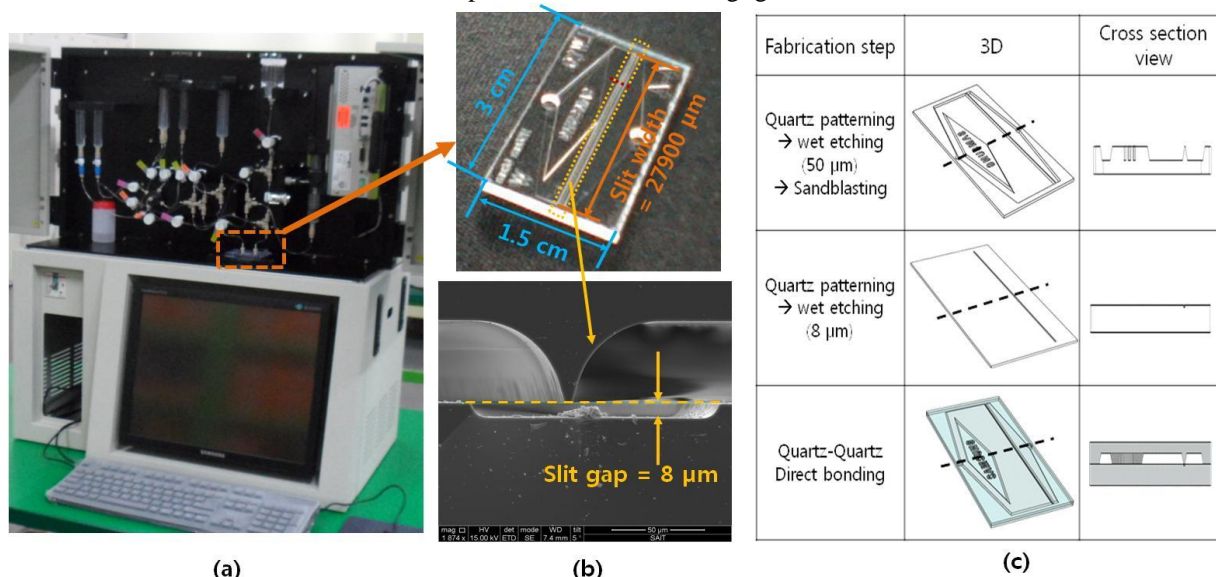 3 cm
1.5 cm
Slit width
= 27900 μm
Slit gap = 8 μm
mag HV det mode WD tilt 50 μm
1 874 x 15.00 kV ETD SE 7.4 mm 5 ° SAIT
SAMSUNG
(a)
(b)
Fabrication step 3D Cross section
view
Quartz patterning
→ wet etching
(50 μm)
→ Sandblasting
Quartz patterning
→ wet etching
(8 μm)
Quartz-Quartz
Direct bonding
(c)